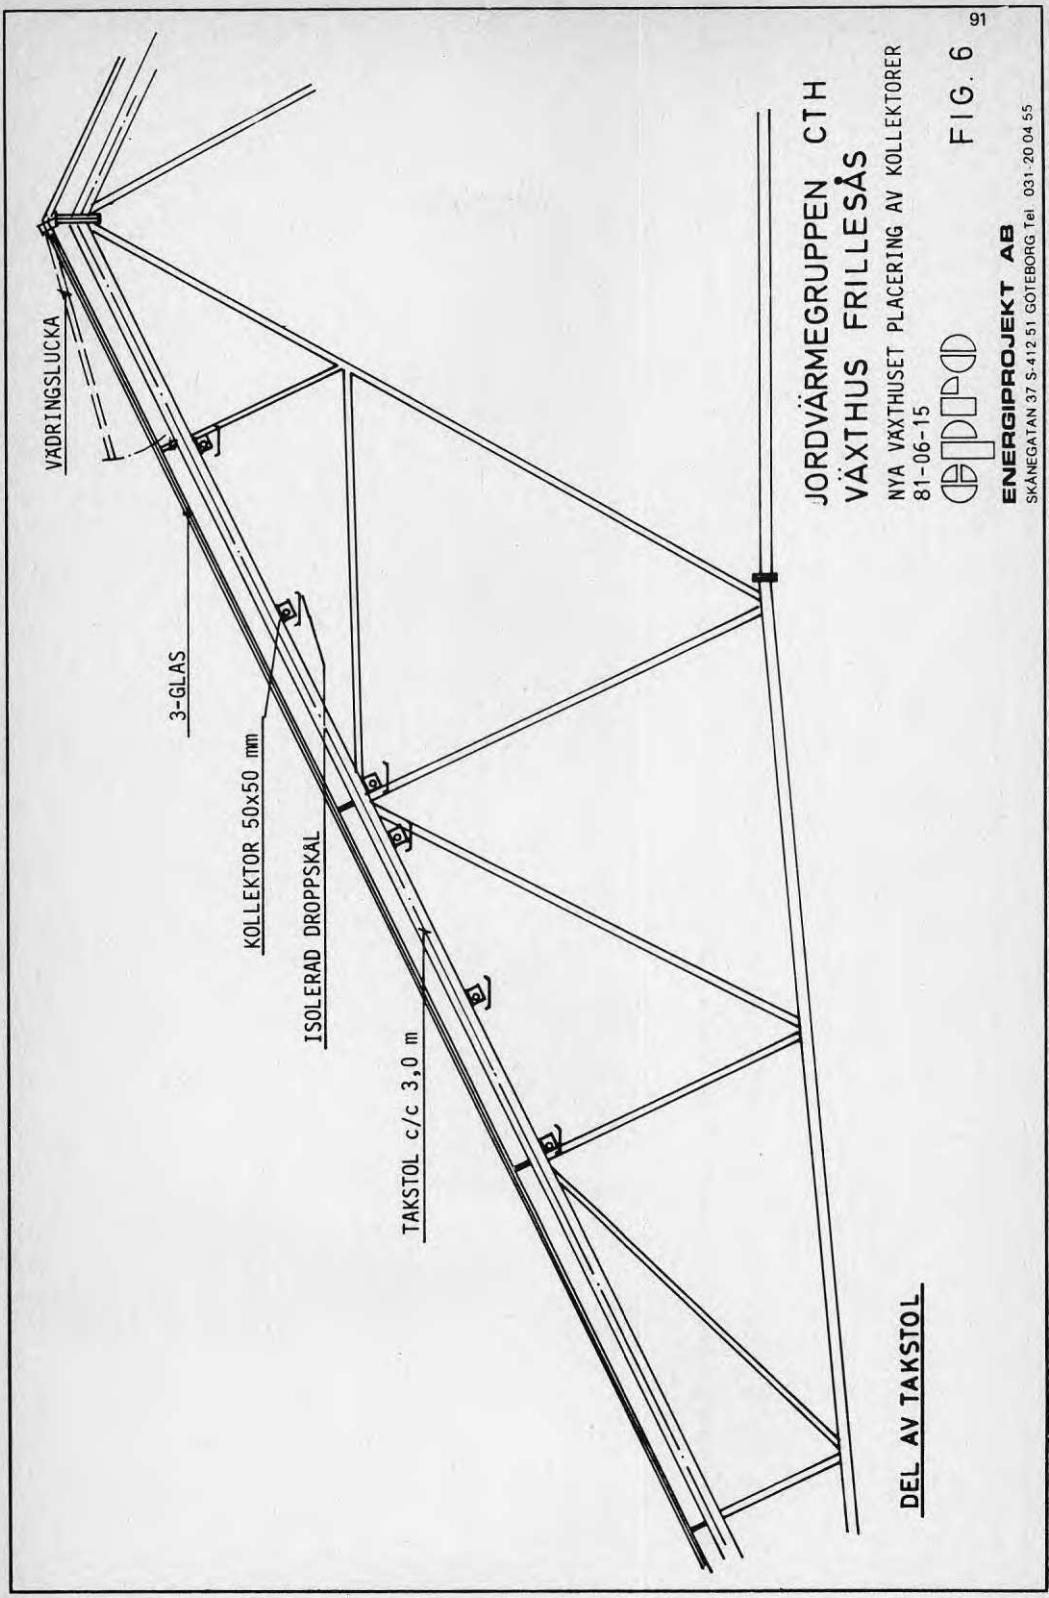 91
VÄDRINGSLUCKA
3-GLAS
KOLLEKTOR 50x50 mm
ISOLERAD DROPPSKÅL
TAKSTOL c/c 3,0 m
DEL AV TAKSTOL
JORDVÄRMEGRUPPEN CTH
VÄXTHUS FRILLESÅS
NYA VÄXTHUSET PLACERING AV KOLLEKTORER
81-06-15
eprd FIG. 6
ENERGIPROJEKT AB
SKÅNEGATAN 37 S-412 51 GÖTEBORG Tel. 031-20 04 55